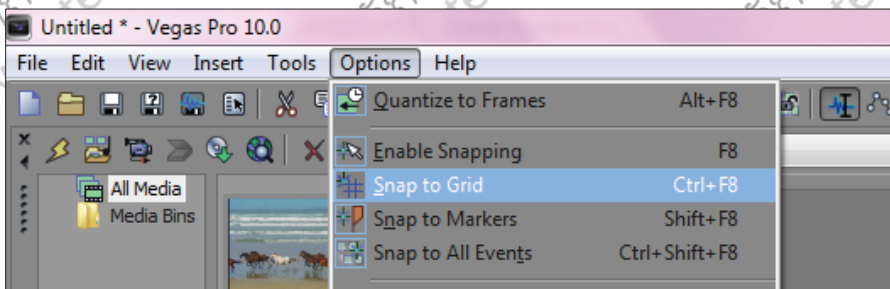 Untitled * - Vegas Pro 10.0
File Edit View Insert Tools Options Help
Quantize to Frames Alt+F8
Enable Snapping F8
Snap to Grid Ctrl+F8
All Media
Snap to Markers Shift+F8
Media Bins
Snap to All Events Ctrl+Shift+F8